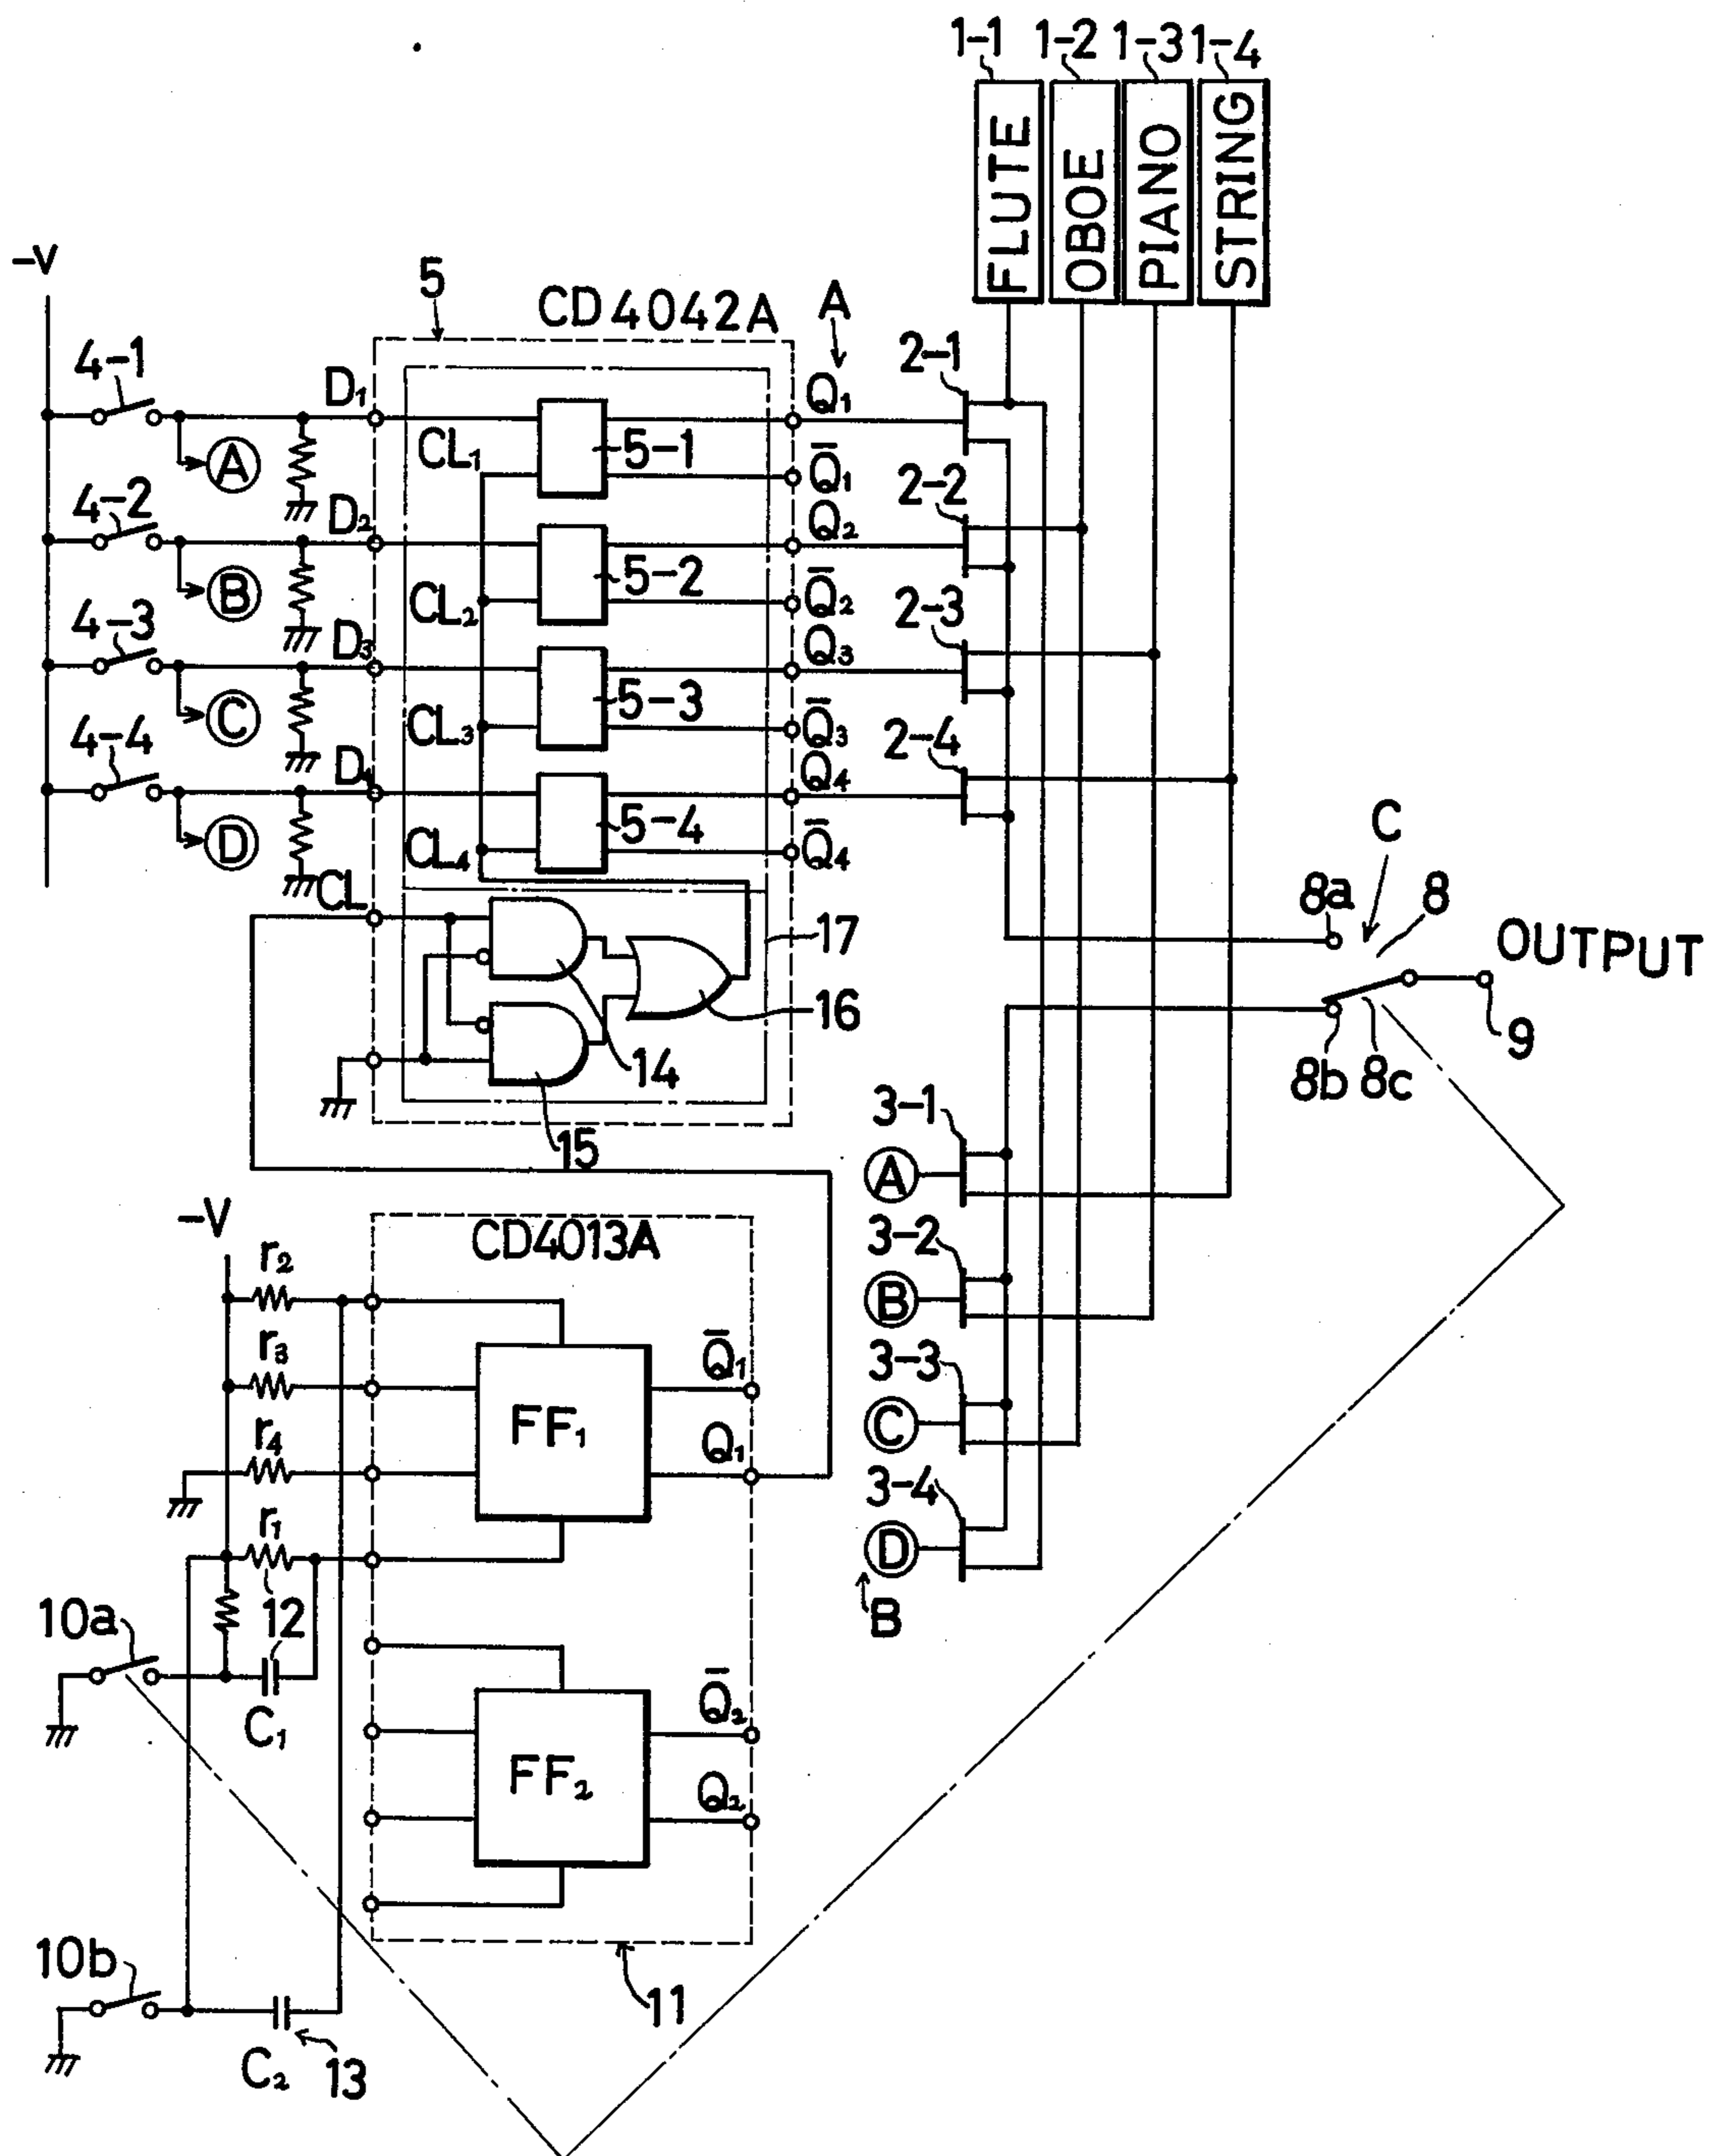 1-1 1-2 1-3 1-4
FLUTE
OBOE
PIANO
STRING
-V
5
CD4042A
A
4-1
D₁
CL₁
5-1
Q₁
Q̅₁
2-1
Ⓐ
4-2
D₂
CL₂
5-2
Q₂
Q̅₂
2-2
Ⓑ
4-3
D₃
CL₃
5-3
Q₃
Q̅₃
2-3
Ⓒ
4-4
D₄
CL₄
5-4
Q₄
Q̅₄
2-4
Ⓓ
CL
17
16
14
15
C
8a
8
OUTPUT
8b
8c
9
3-1
Ⓐ
3-2
Ⓑ
3-3
Ⓒ
3-4
Ⓓ
B
-V
CD4013A
r₂
r₃
r₄
r₁
FF₁
Q̅₁
Q₁
10a
12
C₁
FF₂
Q̅₂
Q₂
10b
C₂
13
11